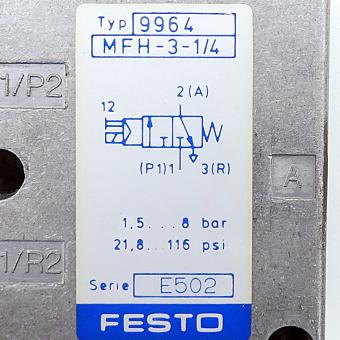 Typ 9964
MFH-3-1/4
1/P2
12
2(A)
(P1)1
3(R)
A
1,5...8 bar
21,8...116 psi
1/R2
Serie E502
FESTO